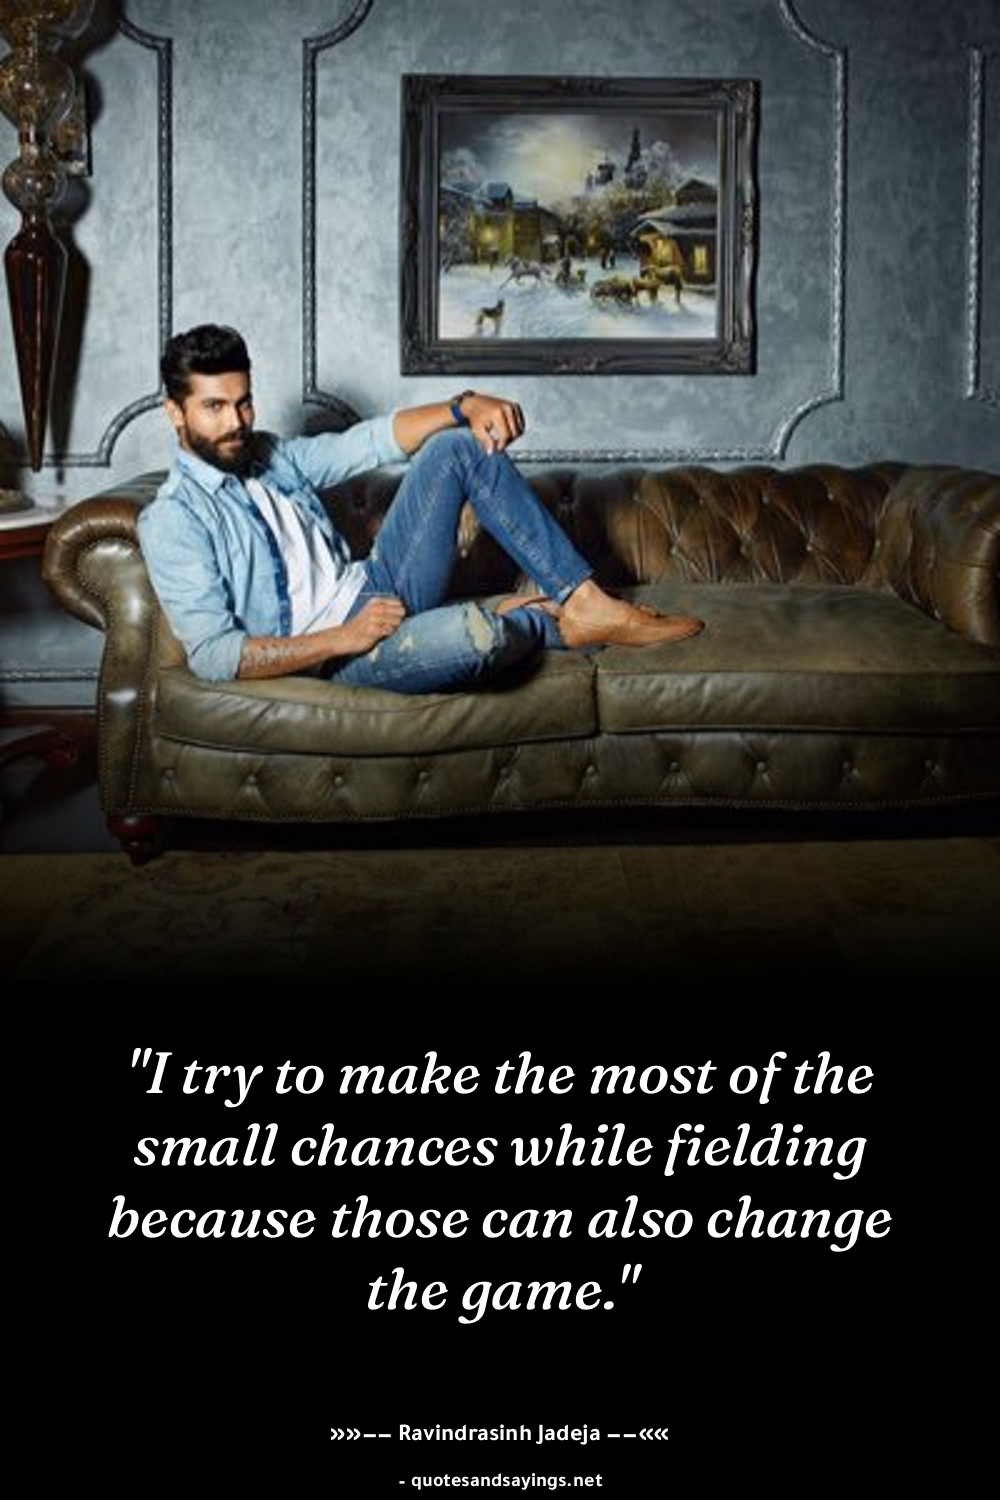 "I try to make the most of the
small chances while fielding
because those can also change
the game."
»»−− Ravindrasinh Jadeja −−««
- quotesandsayings.net